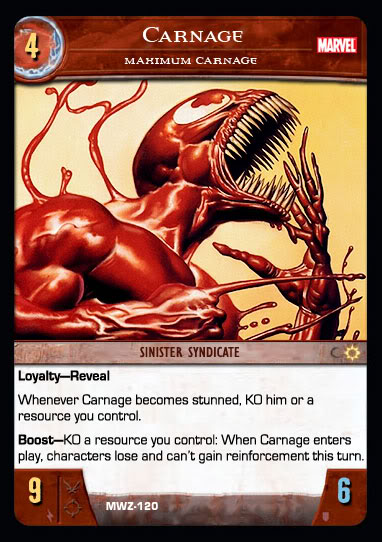 4
CARNAGE
MAXIMUM CARNAGE
MARVEL
SINISTER SYNDICATE
Loyalty—Reveal
Whenever Carnage becomes stunned, KO him or a
resource you control.
Boost—KO a resource you control: When Carnage enters
play, characters lose and can't gain reinforcement this turn.
9
MWZ-120
6